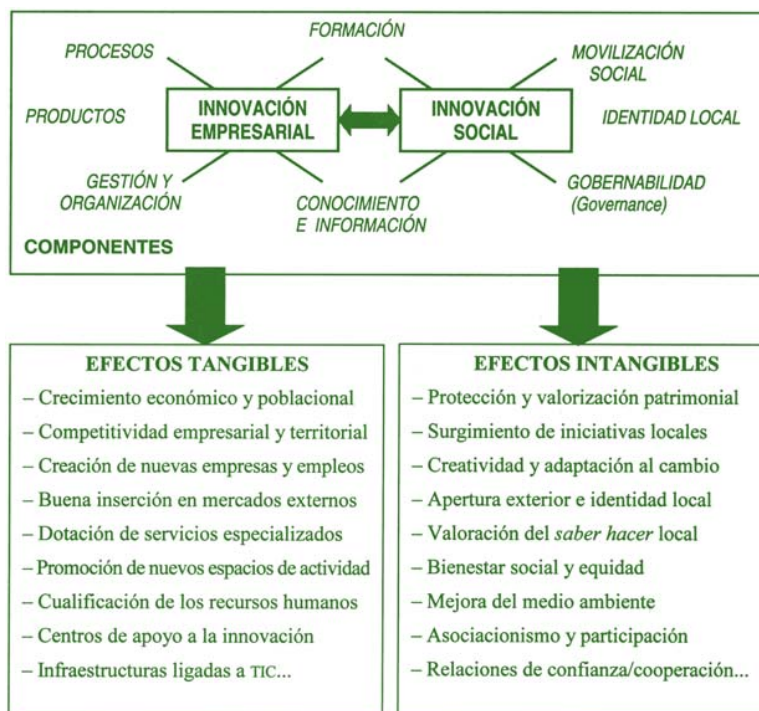 FORMACIÓN
PROCESOS
MOVILIZACIÓN
SOCIAL
PRODUCTOS
INNOVACIÓN
EMPRESARIAL
INNOVACIÓN
SOCIAL
IDENTIDAD LOCAL
GESTIÓN Y
ORGANIZACIÓN
CONOCIMIENTO
E INFORMACIÓN
GOBERNABILIDAD
(Governance)
COMPONENTES
EFECTOS TANGIBLES
– Crecimiento económico y poblacional
– Competitividad empresarial y territorial
– Creación de nuevas empresas y empleos
– Buena inserción en mercados externos
– Dotación de servicios especializados
– Promoción de nuevos espacios de actividad
– Cualificación de los recursos humanos
– Centros de apoyo a la innovación
– Infraestructuras ligadas a TIC...
EFECTOS INTANGIBLES
– Protección y valorización patrimonial
– Surgimiento de iniciativas locales
– Creatividad y adaptación al cambio
– Apertura exterior e identidad local
– Valoración del saber hacer local
– Bienestar social y equidad
– Mejora del medio ambiente
– Asociacionismo y participación
– Relaciones de confianza/cooperación...